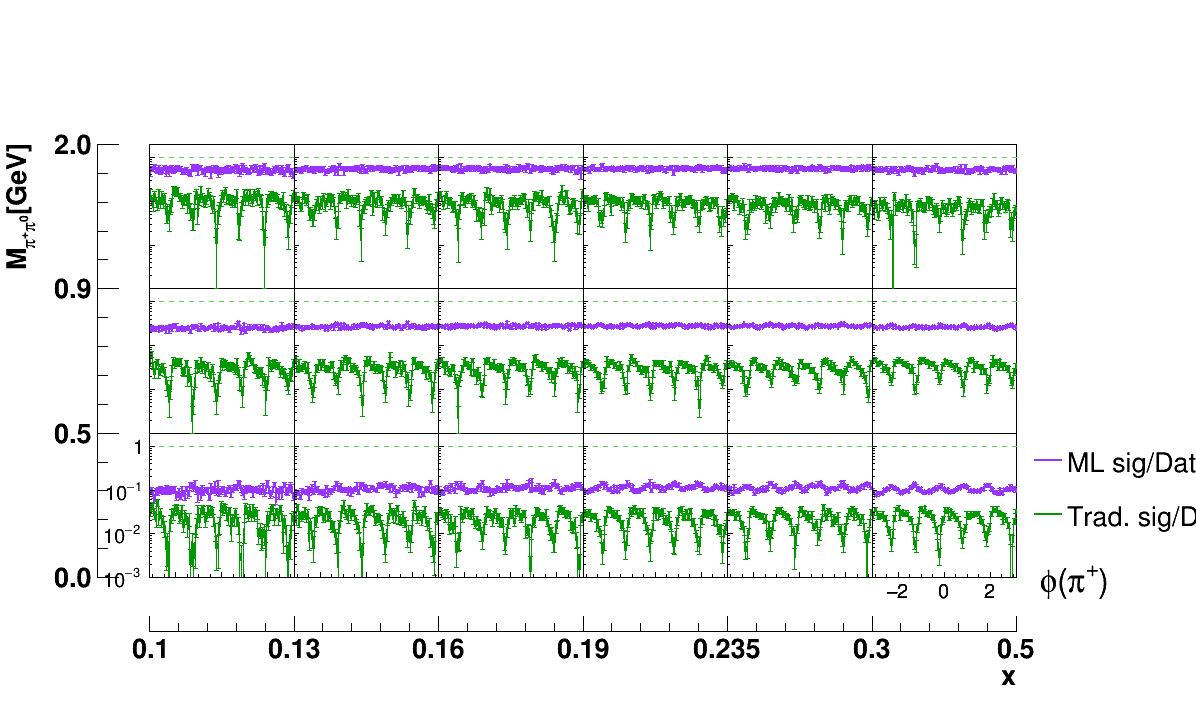 M π⁺π⁰ [GeV]
2.0
0.9
0.5
0.0
1
10⁻¹
10⁻²
10⁻³
ML sig/Dat
Trad. sig/D
−2 0 2
ϕ(π⁺)
0.1 0.13 0.16 0.19 0.235 0.3 0.5
x